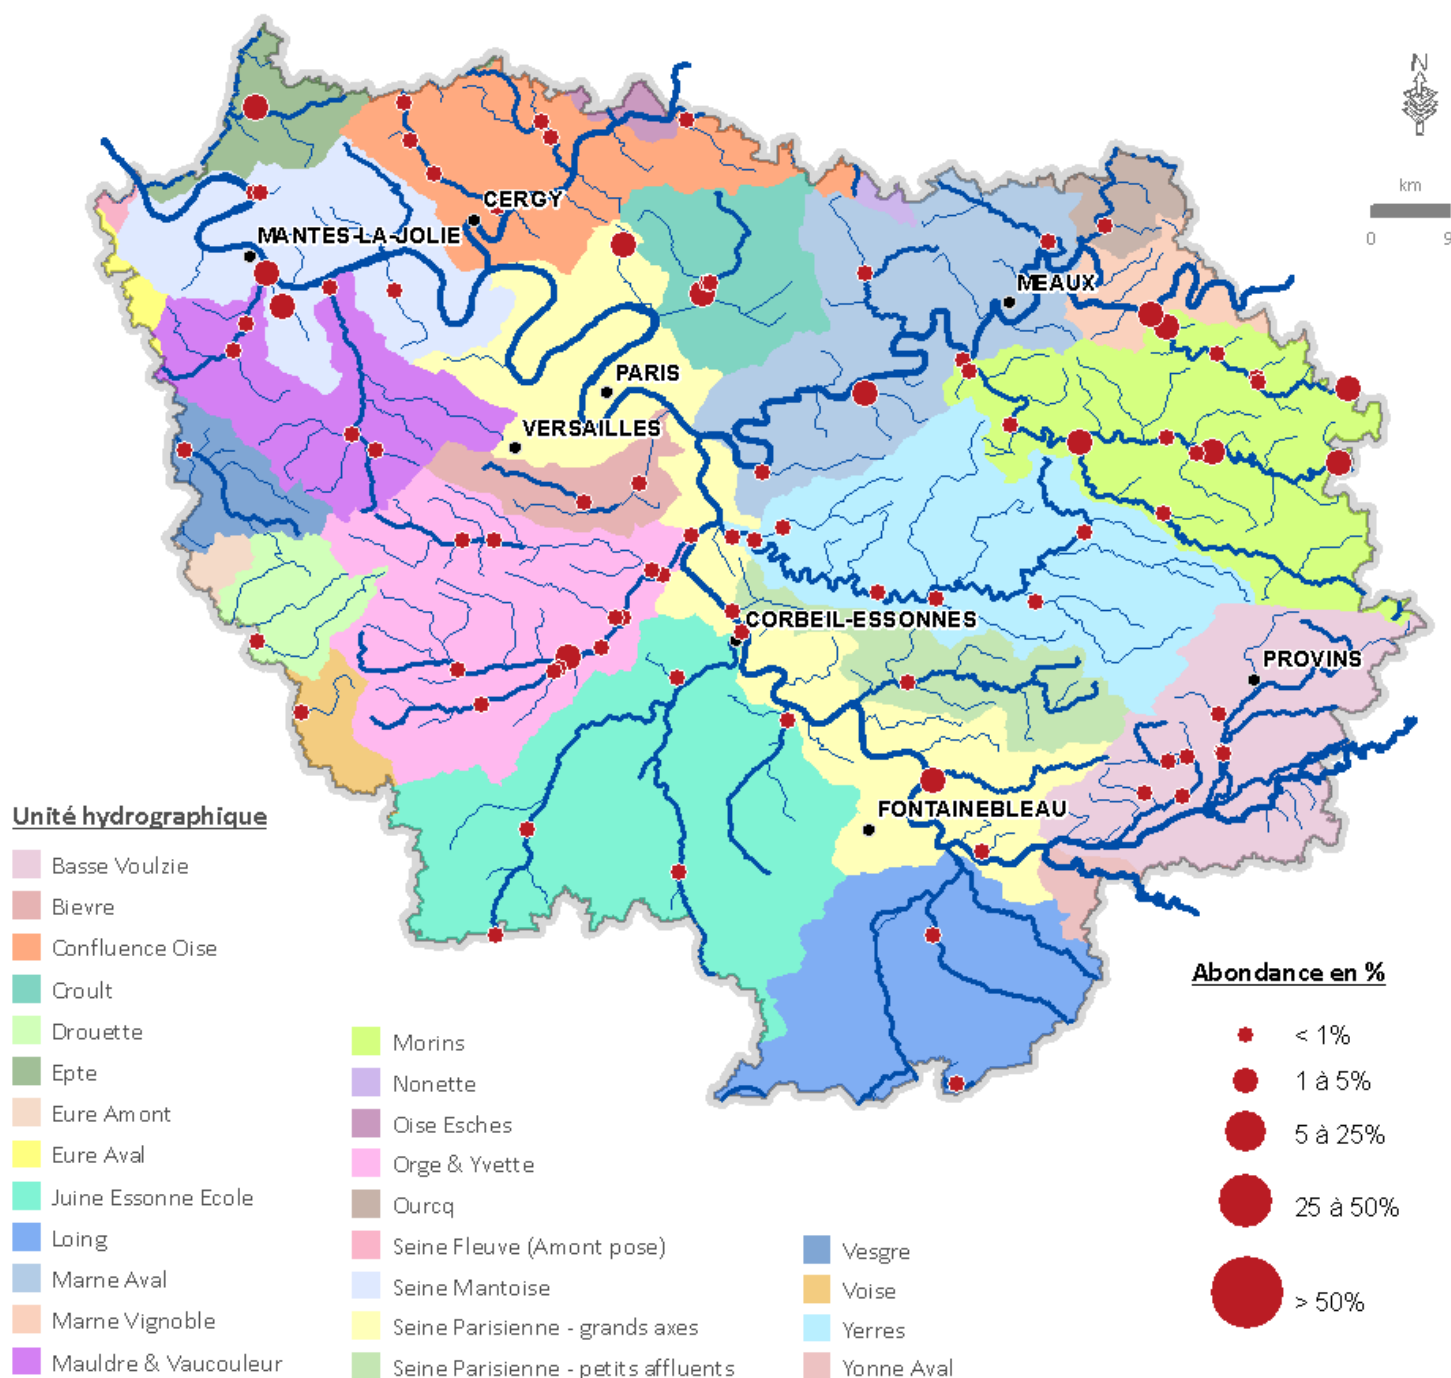 N
km
0 9
CERGY
MANTES-LA-JOLIE
MEAUX
PARIS
VERSAILLES
CORBEIL-ESSONNES
PROVINS
FONTAINEBLEAU
Unité hydrographique
Basse Voulzie
Bievre
Confluence Oise
Croult
Drouette
Epte
Eure Amont
Eure Aval
Juine Essonne Ecole
Loing
Marne Aval
Marne Vignoble
Mauldre & Vaucouleur
Morins
Nonette
Oise Esches
Orge & Yvette
Ourcq
Seine Fleuve (Amont pose)
Seine Mantoise
Seine Parisienne - grands axes
Seine Parisienne - petits affluents
Vesgre
Voise
Yerres
Yonne Aval
Abondance en %
< 1%
1 à 5%
5 à 25%
25 à 50%
> 50%